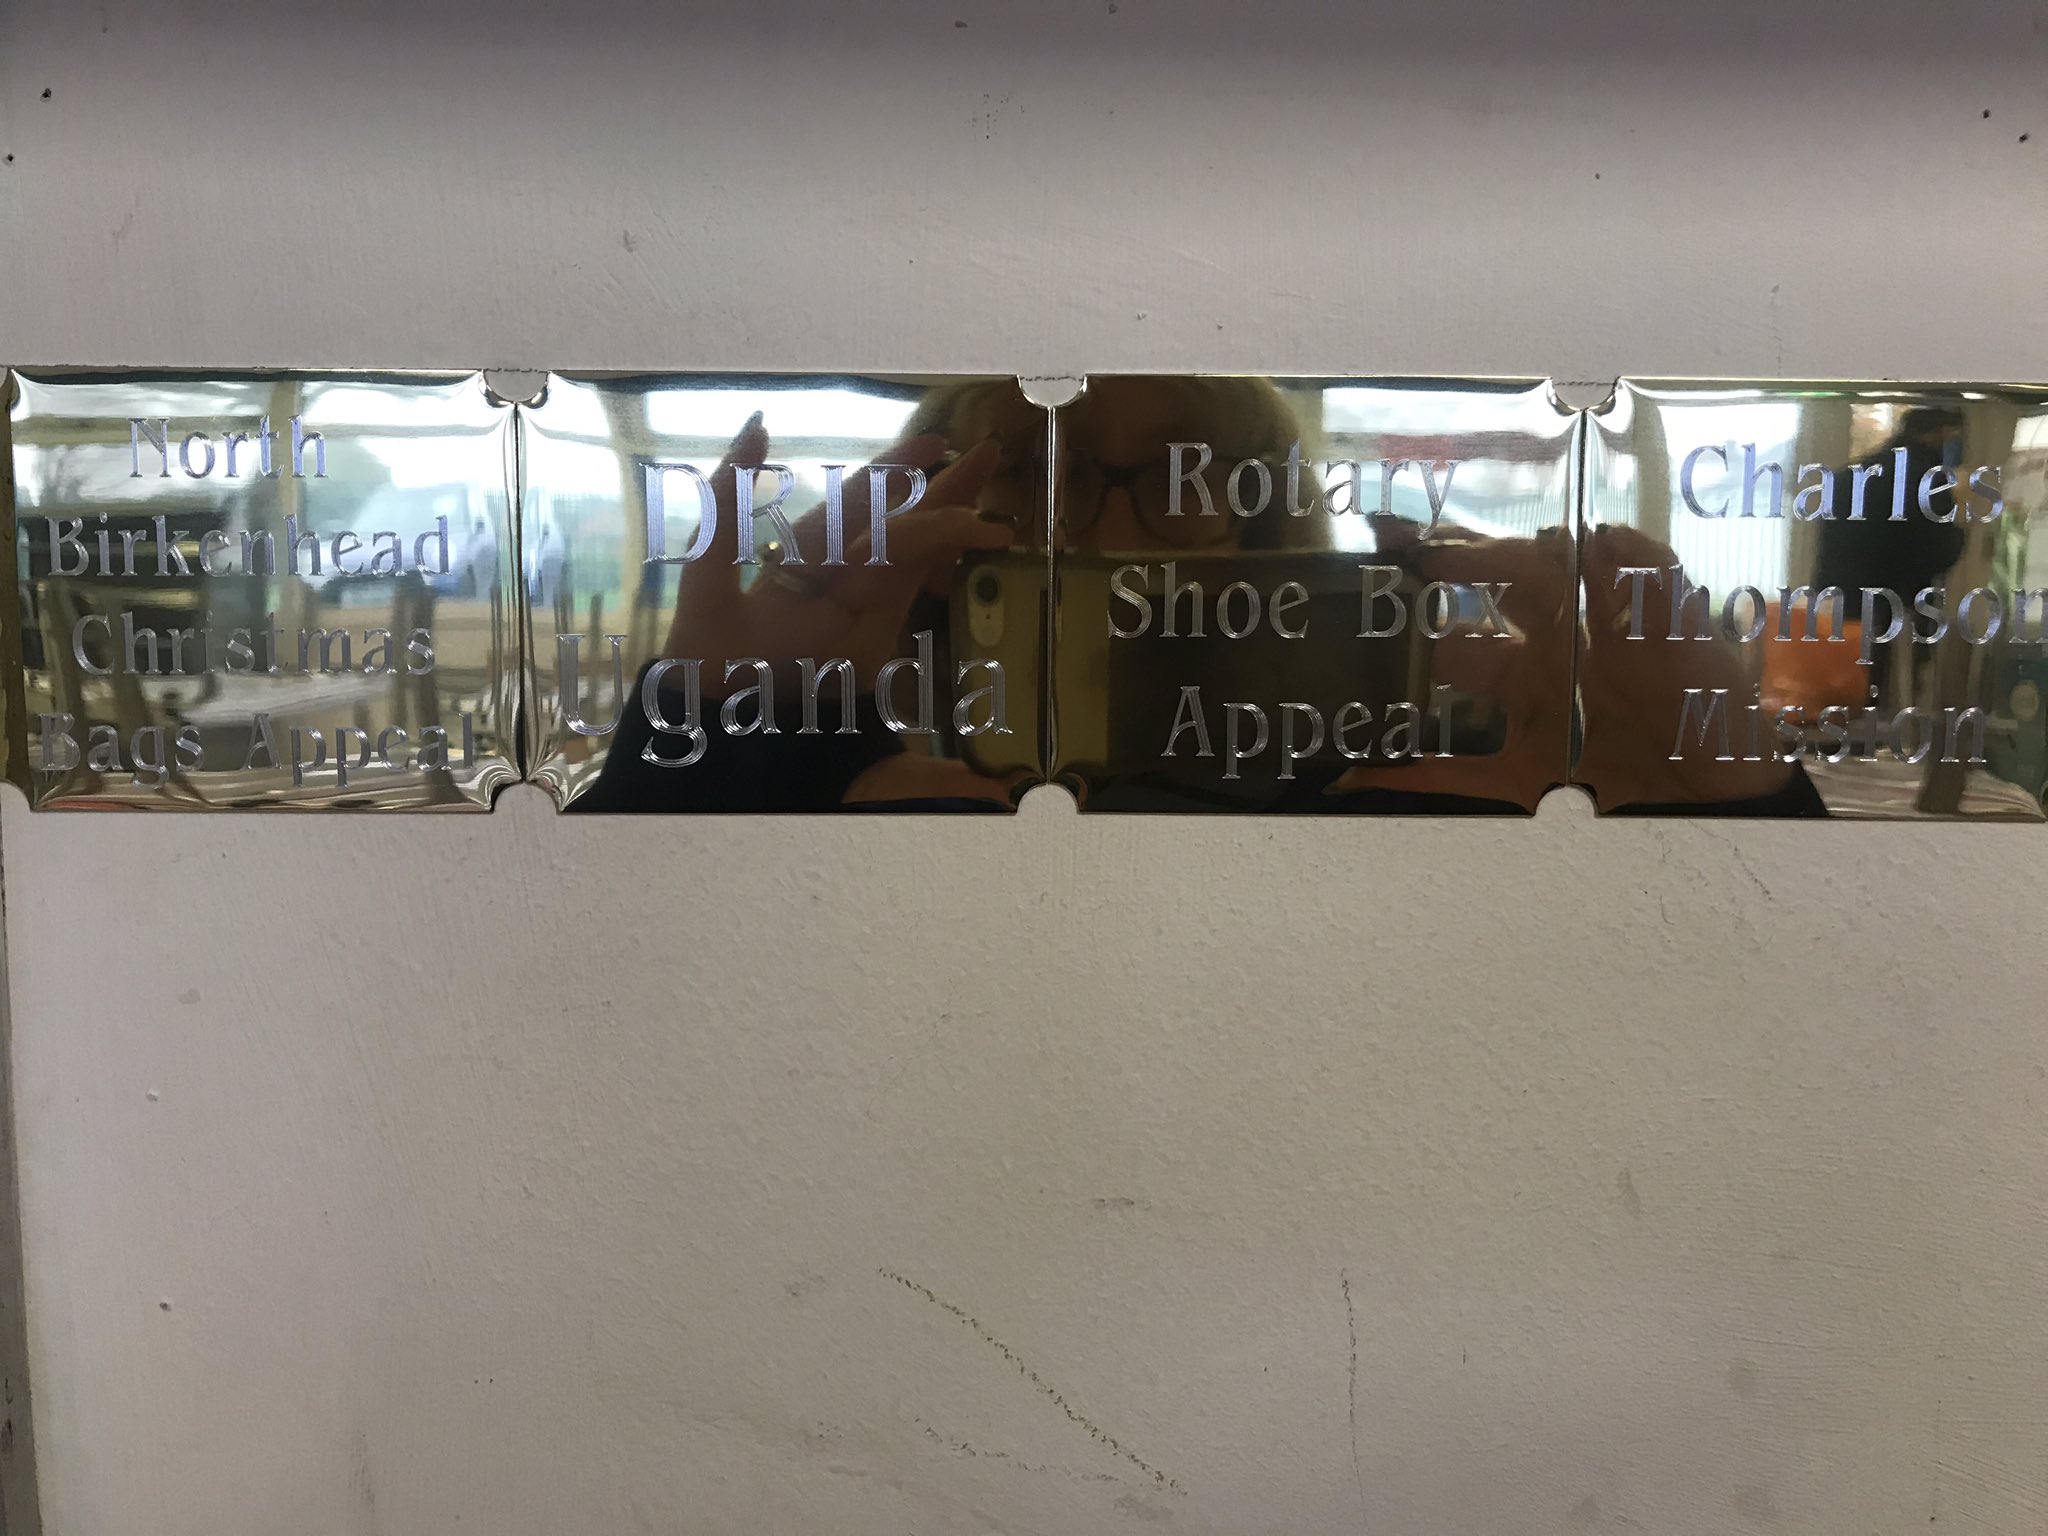 North
Birkenhead
Christmas
Bags Appeal
DRIP
Uganda
Rotary
Shoe Box
Appeal
Charles
Thompson
Mission